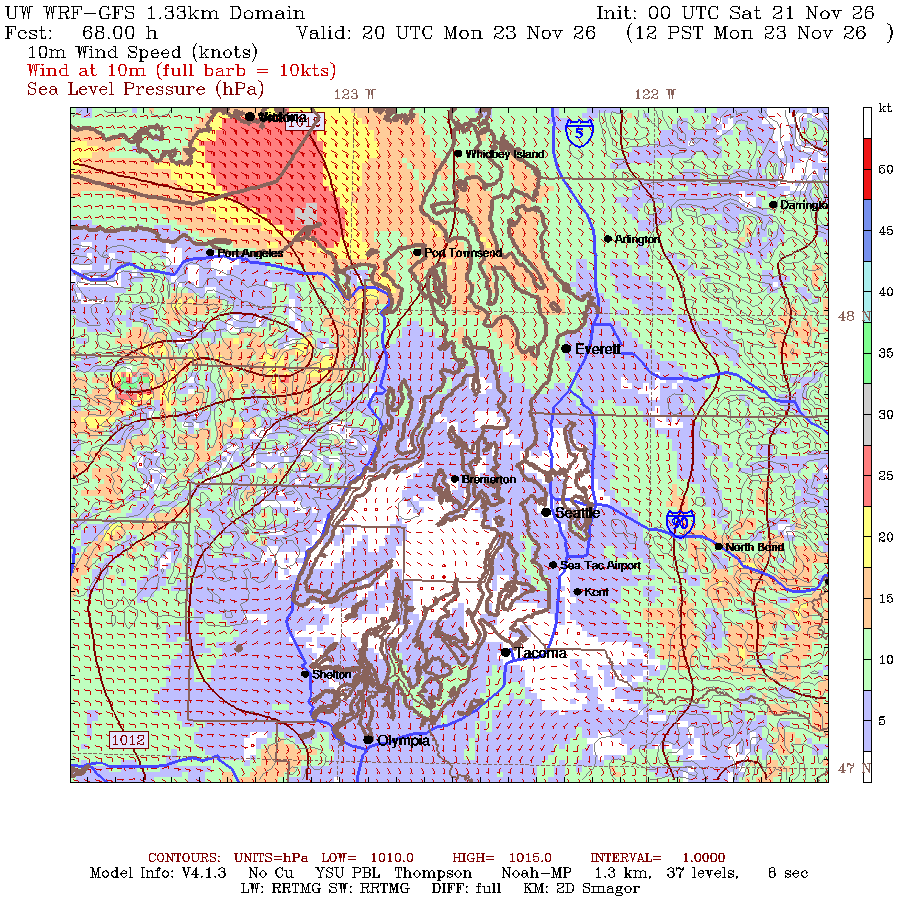 UW WRF-GFS 1.33km Domain Init: 00 UTC Sat 21 Nov 26
Fcst: 68.00 h Valid: 20 UTC Mon 23 Nov 26 (12 PST Mon 23 Nov 26 )
10m Wind Speed (knots)
Wind at 10m (full barb = 10kts)
Sea Level Pressure (hPa)
123 W 122 W
kt
Victoria
1012
5
Whidbey Island
60
Darringto
45
Arlington
Port Angeles
Port Townsend
40
48 N
Everett
35
30
Bremerton
25
Seattle
90
20
North Bend
Sea Tac Airport
Kent
15
Tacoma
10
Shelton
5
1012
Olympia
47 N
CONTOURS: UNITS=hPa LOW= 1010.0 HIGH= 1015.0 INTERVAL= 1.0000
Model Info: V4.1.3 No Cu YSU PBL Thompson Noah-MP 1.3 km, 37 levels, 8 sec
LW: RRTMG SW: RRTMG DIFF: full KM: 2D Smagor